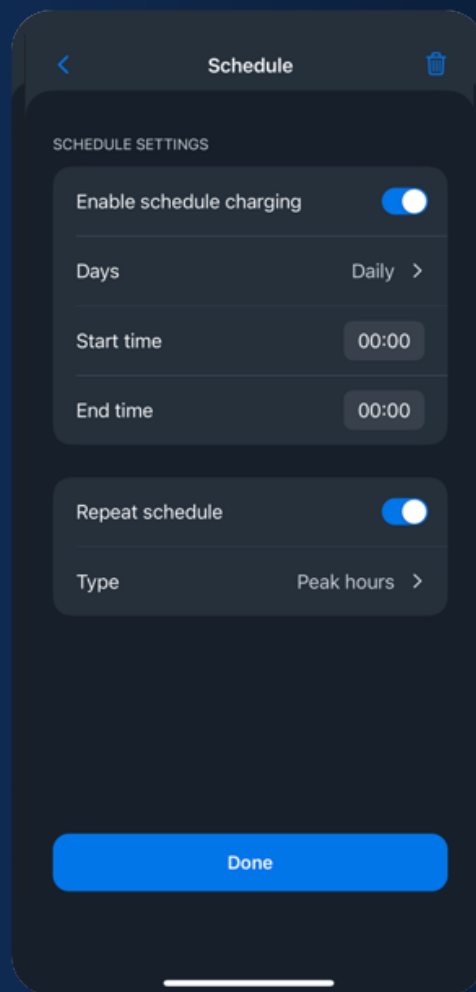 Schedule
SCHEDULE SETTINGS
Enable schedule charging
Days Daily
Start time 00:00
End time 00:00
Repeat schedule
Type Peak hours
Done